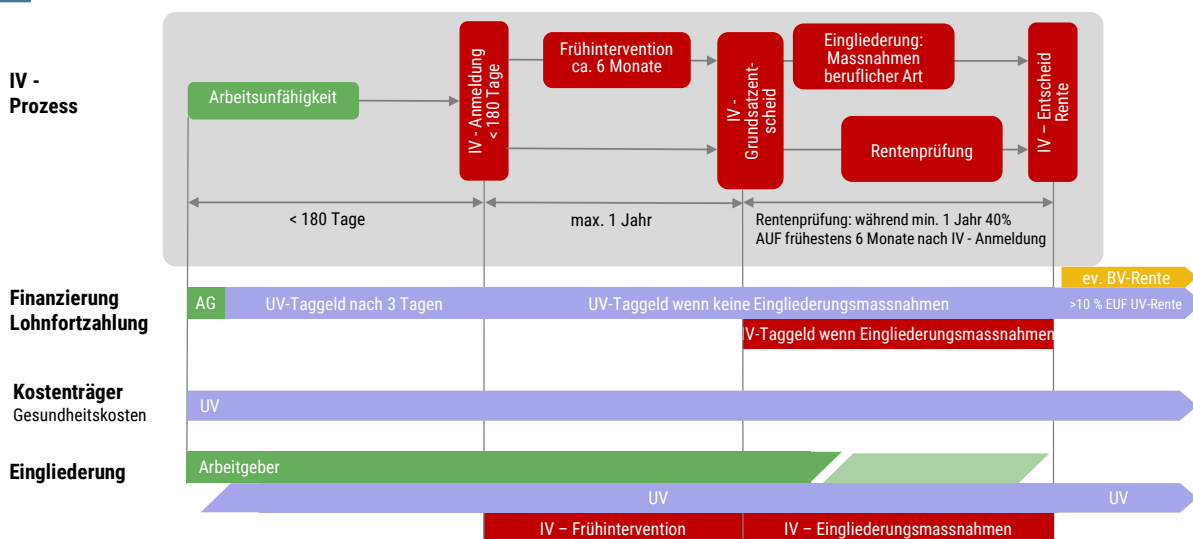 IV -
Prozess
Arbeitsunfähigkeit
IV - Anmeldung
< 180 Tage
Frühintervention
ca. 6 Monate
IV -
Grundsatzent-
scheid
Eingliederung:
Massnahmen
beruflicher Art
Rentenprüfung
IV – Entscheid
Rente
< 180 Tage
max. 1 Jahr
Rentenprüfung: während min. 1 Jahr 40%
AUF frühestens 6 Monate nach IV - Anmeldung
Finanzierung
Lohnfortzahlung
ev. BV-Rente
AG
UV-Taggeld nach 3 Tagen
UV-Taggeld wenn keine Eingliederungsmassnahmen
>10 % EUF UV-Rente
IV-Taggeld wenn Eingliederungsmassnahmen
Kostenträger
Gesundheitskosten
UV
Eingliederung
Arbeitgeber
UV
UV
IV – Frühintervention
IV – Eingliederungsmassnahmen